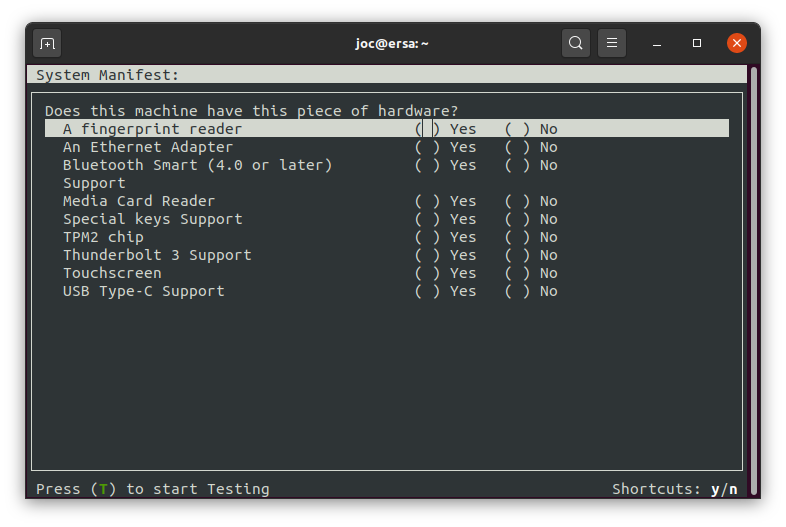 joc@ersa: ~
System Manifest:
Does this machine have this piece of hardware?
A fingerprint reader ( ) Yes ( ) No
An Ethernet Adapter ( ) Yes ( ) No
Bluetooth Smart (4.0 or later) ( ) Yes ( ) No
Support
Media Card Reader ( ) Yes ( ) No
Special keys Support ( ) Yes ( ) No
TPM2 chip ( ) Yes ( ) No
Thunderbolt 3 Support ( ) Yes ( ) No
Touchscreen ( ) Yes ( ) No
USB Type-C Support ( ) Yes ( ) No
Press (T) to start Testing Shortcuts: y/n